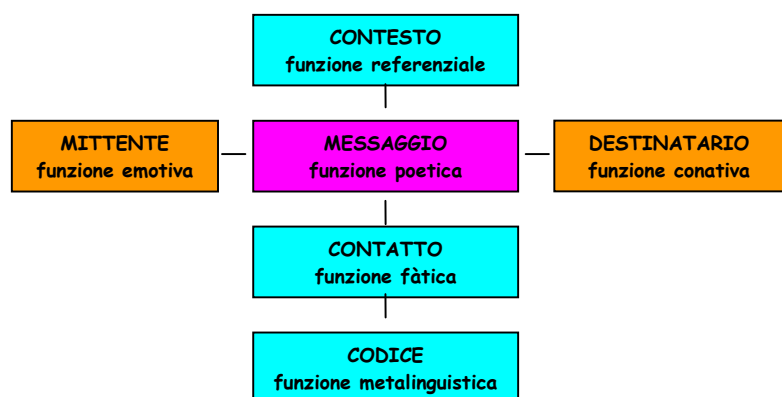 CONTESTO
funzione referenziale
MITTENTE
funzione emotiva
MESSAGGIO
funzione poetica
DESTINATARIO
funzione conativa
CONTATTO
funzione fàtica
CODICE
funzione metalinguistica